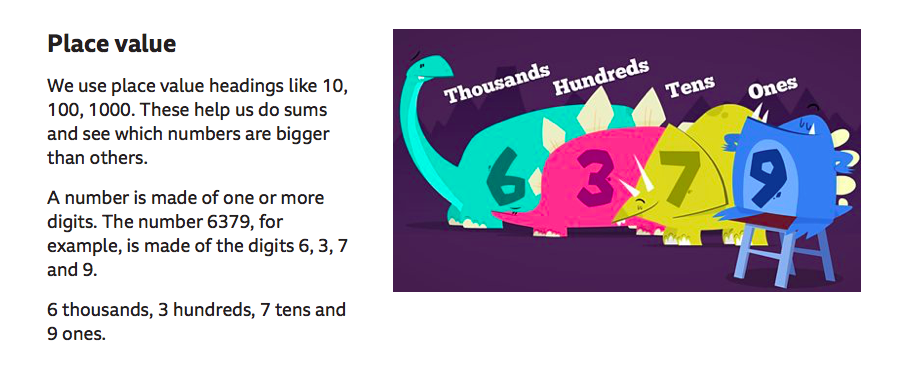 Place value
We use place value headings like 10,
100, 1000. These help us do sums
and see which numbers are bigger
than others.
A number is made of one or more
digits. The number 6379, for
example, is made of the digits 6, 3, 7
and 9.
6 thousands, 3 hundreds, 7 tens and
9 ones.
Thousands Hundreds Tens Ones
6 3 7 9